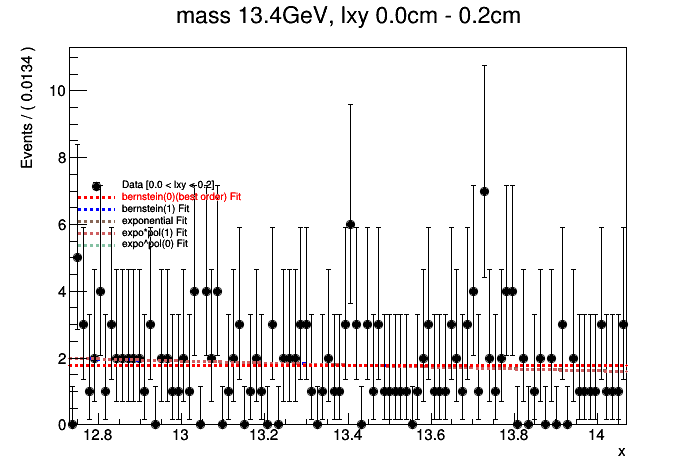 mass 13.4GeV, lxy 0.0cm - 0.2cm
Events / ( 0.0134 )
10
8
6
4
2
0
Data [0.0 < lxy < 0.2]
bernstein(0)(best order) Fit
bernstein(1) Fit
exponential Fit
expo*pol(1) Fit
expo^pol(0) Fit
12.8 13 13.2 13.4 13.6 13.8 14
x